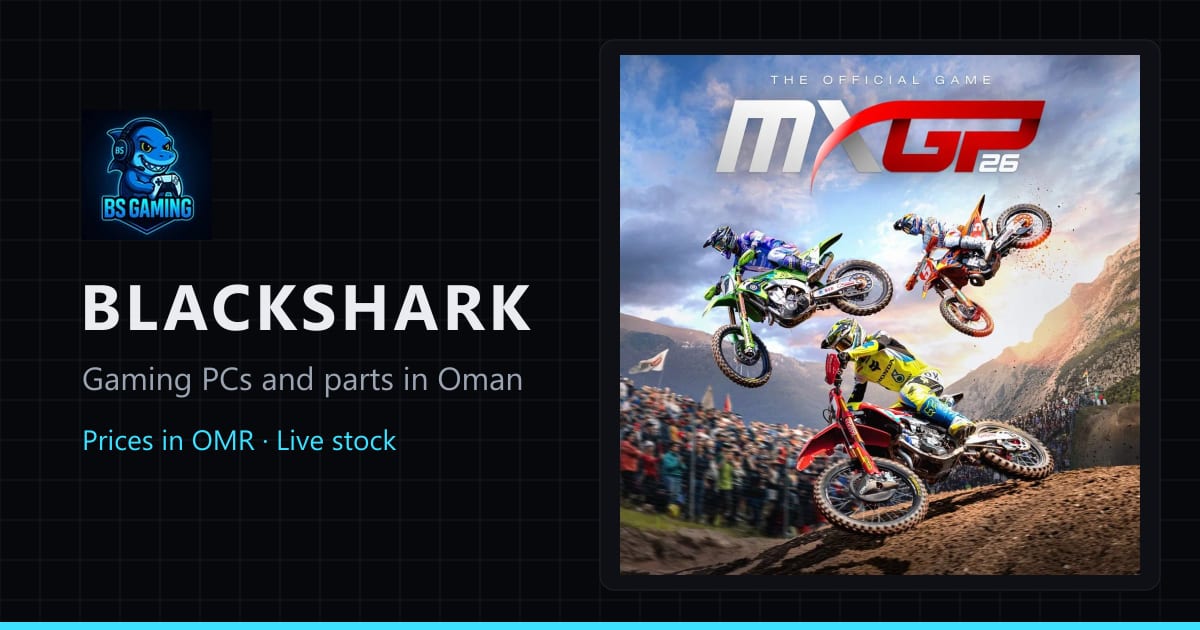 BS
BS GAMING
BLACKSHARK
Gaming PCs and parts in Oman
Prices in OMR · Live stock
THE OFFICIAL GAME
MXGP
26